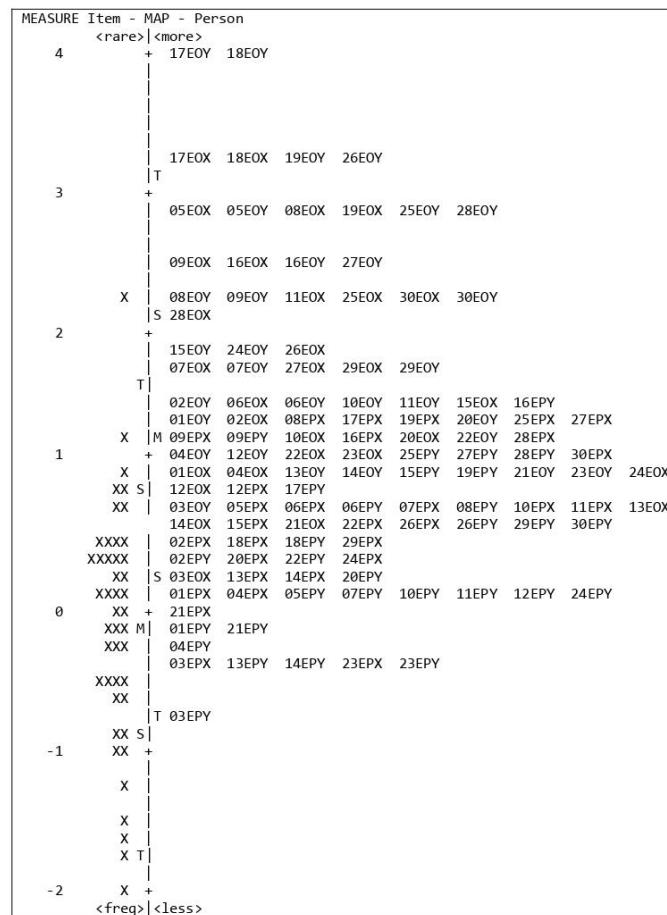 MEASURE Item - MAP - Person
<rare>|<more>
4 + 17EOY 18EOY
|
|
|
|
|
| 17EOX 18EOX 19EOY 26EOY
|T
3 +
| 05EOX 05EOY 08EOX 19EOX 25EOY 28EOY
|
|
| 09EOX 16EOX 16EOY 27EOY
|
X | 08EOY 09EOY 11EOX 25EOX 30EOX 30EOY
|S 28EOX
2 +
| 15EOY 24EOY 26EOX
| 07EOX 07EOY 27EOX 29EOX 29EOY
T|
| 02EOY 06EOX 06EOY 10EOY 11EOY 15EOX 16EPY
| 01EOY 02EOX 08EPX 17EPX 19EPX 20EOY 25EPX 27EPX
X |M 09EPX 09EPY 10EOX 16EPX 20EOX 22EOY 28EPX
1 + 04EOY 12EOY 22EOX 23EOX 25EPY 27EPY 28EPY 30EPX
X | 01EOX 04EOX 13EOY 14EOY 15EPY 19EPY 21EOY 23EOY 24EOX
XX S| 12EOX 12EPX 17EPY
XX | 03EOY 05EPX 06EPX 06EPY 07EPX 08EPY 10EPX 11EPX 13EOX
14EOX 15EPX 21EOX 22EPX 26EPX 26EPY 29EPY 30EPY
XXXX | 02EPX 18EPX 18EPY 29EPX
XXXXX | 02EPY 20EPX 22EPY 24EPX
XX |S 03EOX 13EPX 14EPX 20EPY
XXXX | 01EPX 04EPX 05EPY 07EPY 10EPY 11EPY 12EPY 24EPY
0 XX + 21EPX
XXX M| 01EPY 21EPY
XXX | 04EPY
| 03EPX 13EPY 14EPY 23EPX 23EPY
XXXX |
XX |
|T 03EPY
XX S|
-1 XX +
|
X |
|
X |
X |
X T|
|
-2 X +
<freq>|<less>